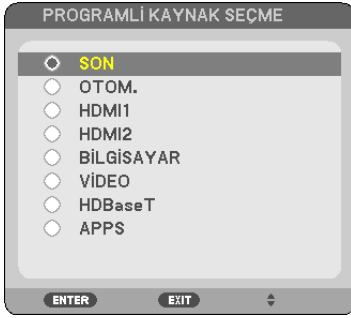 PROGRAMLİ KAYNAK SEÇME
SON
OTOM.
HDMI1
HDMI2
BİLGİSAYAR
VİDEO
HDBaseT
APPS
ENTER EXIT